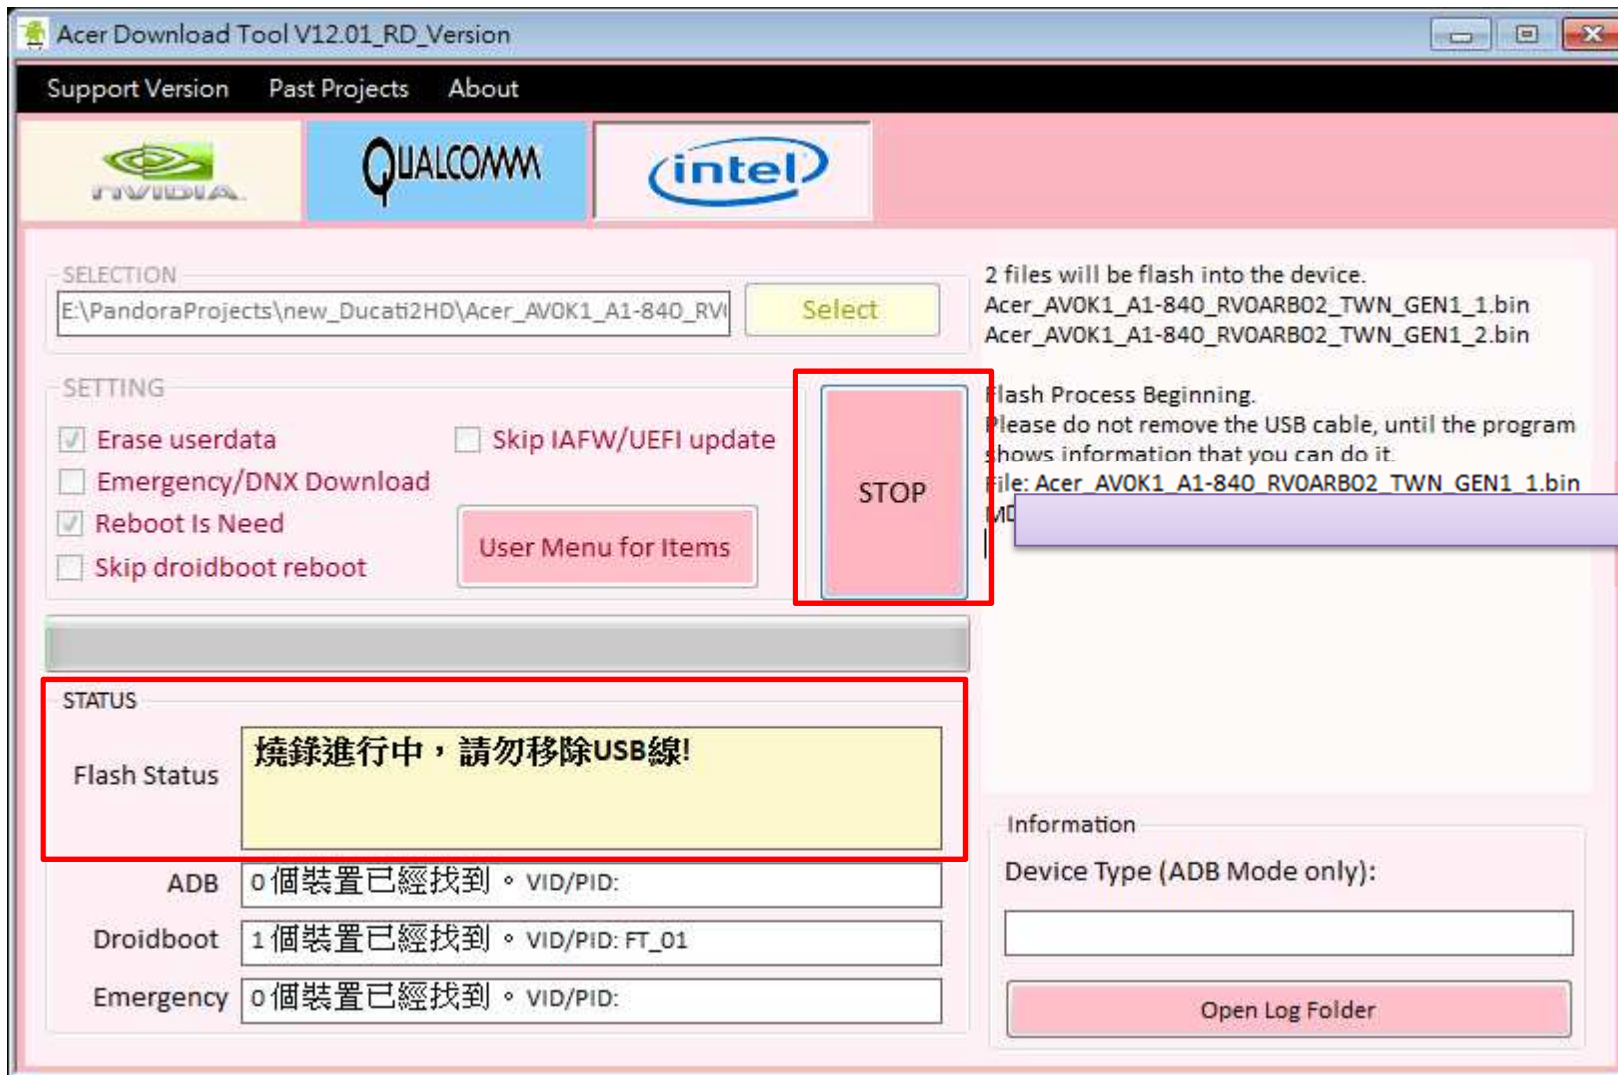 Acer Download Tool V12.01_RD_Version
Support Version Past Projects About
NVIDIA.
QUALCOMM
intel
SELECTION
E:\PandoraProjects\new_Ducati2HD\Acer_AV0K1_A1-840_RV0
Select
SETTING
Erase userdata
Skip IAFW/UEFI update
Emergency/DNX Download
Reboot Is Need
Skip droidboot reboot
User Menu for Items
STOP
STATUS
Flash Status
燒錄進行中，請勿移除USB線!
ADB 0 個裝置已經找到。VID/PID:
Droidboot 1 個裝置已經找到。VID/PID: FT_01
Emergency 0 個裝置已經找到。VID/PID:
2 files will be flash into the device.
Acer_AV0K1_A1-840_RV0ARB02_TWN_GEN1_1.bin
Acer_AV0K1_A1-840_RV0ARB02_TWN_GEN1_2.bin
Flash Process Beginning.
Please do not remove the USB cable, until the program
shows information that you can do it.
File: Acer_AV0K1_A1-840_RV0ARB02_TWN_GEN1_1.bin
Information
Device Type (ADB Mode only):
Open Log Folder